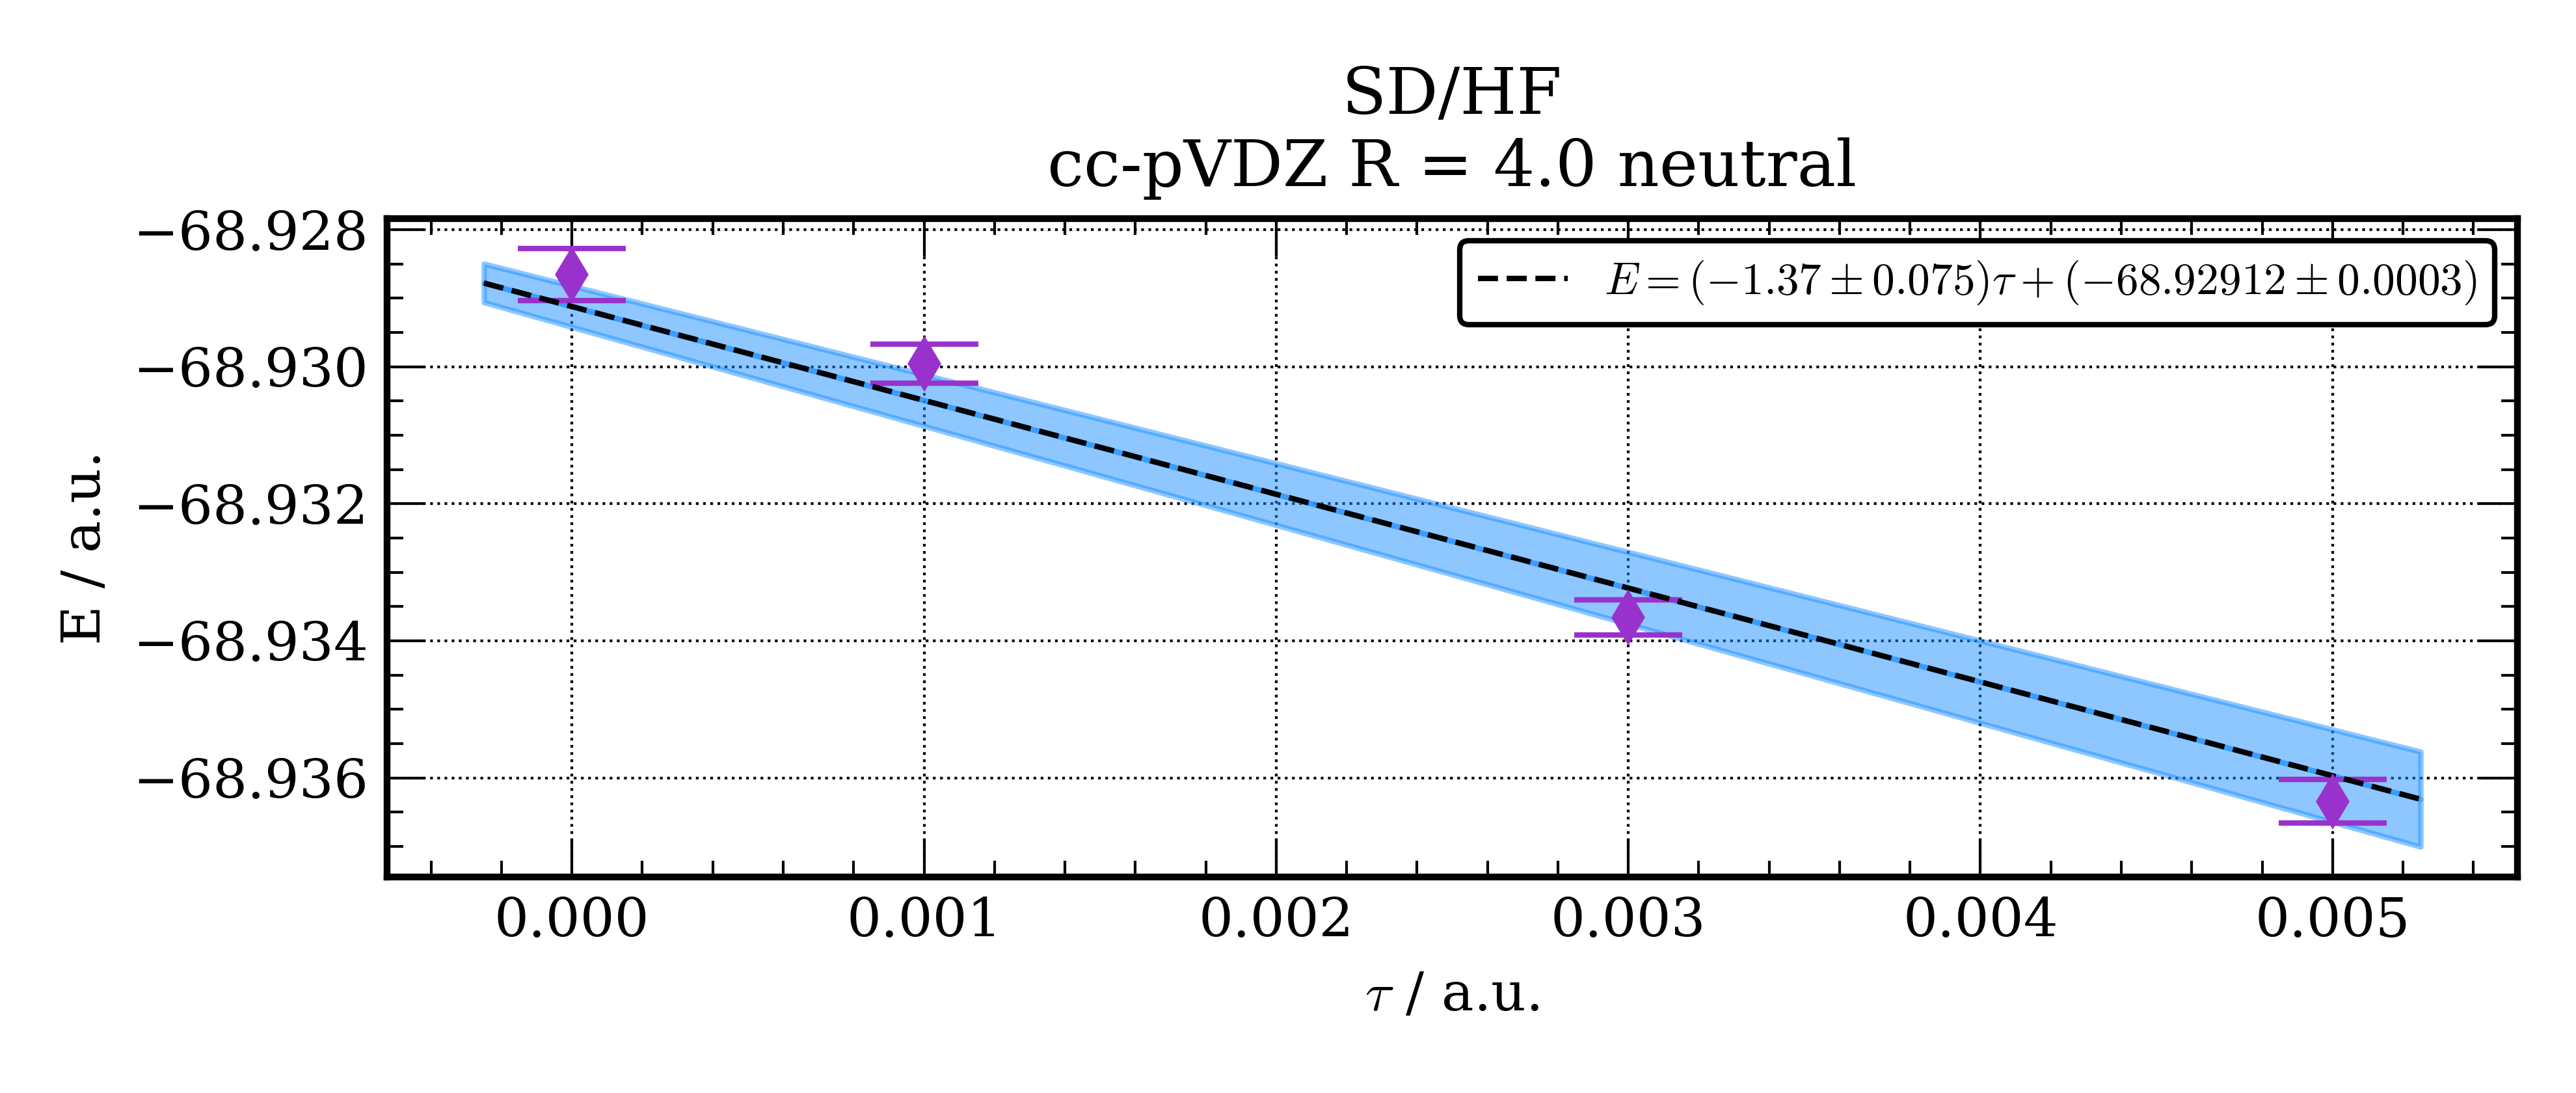 SD/HF
cc-pVDZ R = 4.0 neutral
E = (−1.37 ± 0.075)τ + (−68.92912 ± 0.0003)
−68.928
−68.930
−68.932
−68.934
−68.936
E / a.u.
0.000 0.001 0.002 0.003 0.004 0.005
τ / a.u.